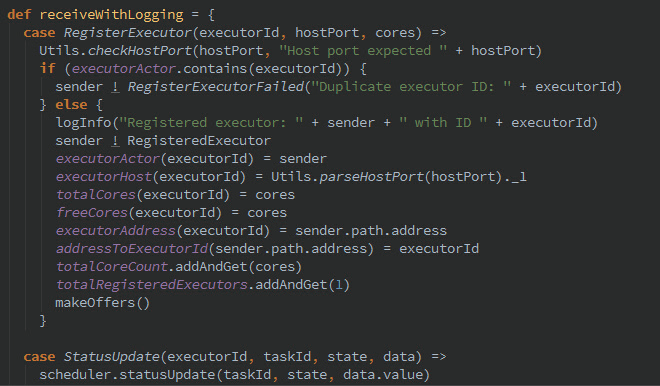 def receiveWithLogging = {
  case RegisterExecutor(executorId, hostPort, cores) =>
    Utils.checkHostPort(hostPort, "Host port expected " + hostPort)
    if (executorActor.contains(executorId)) {
      sender ! RegisterExecutorFailed("Duplicate executor ID: " + executorId)
    } else {
      logInfo("Registered executor: " + sender + " with ID " + executorId)
      sender ! RegisteredExecutor
      executorActor(executorId) = sender
      executorHost(executorId) = Utils.parseHostPort(hostPort)._1
      totalCores(executorId) = cores
      freeCores(executorId) = cores
      executorAddress(executorId) = sender.path.address
      addressToExecutorId(sender.path.address) = executorId
      totalCoreCount.addAndGet(cores)
      totalRegisteredExecutors.addAndGet(1)
      makeOffers()
    }

  case StatusUpdate(executorId, taskId, state, data) =>
    scheduler.statusUpdate(taskId, state, data.value)